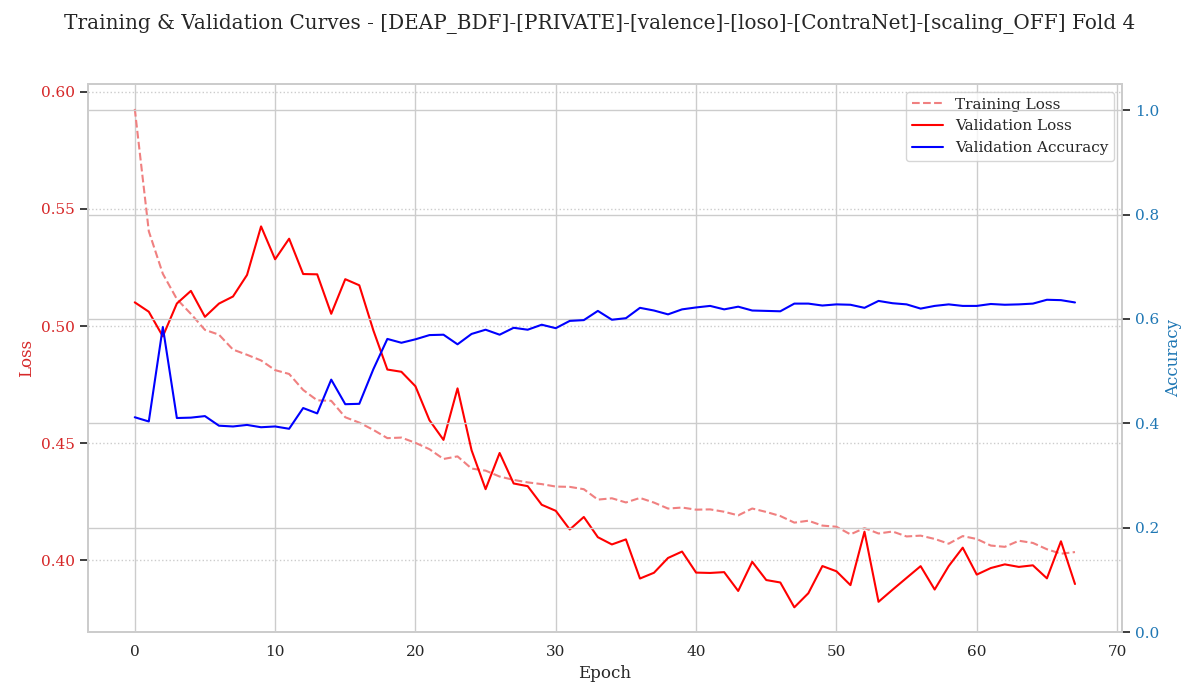 Training & Validation Curves - [DEAP_BDF]-[PRIVATE]-[valence]-[loso]-[ContraNet]-[scaling_OFF] Fold 4
Training Loss
Validation Loss
Validation Accuracy
Loss
0.60
0.55
0.50
0.45
0.40
Accuracy
1.0
0.8
0.6
0.4
0.2
0.0
0 10 20 30 40 50 60 70
Epoch